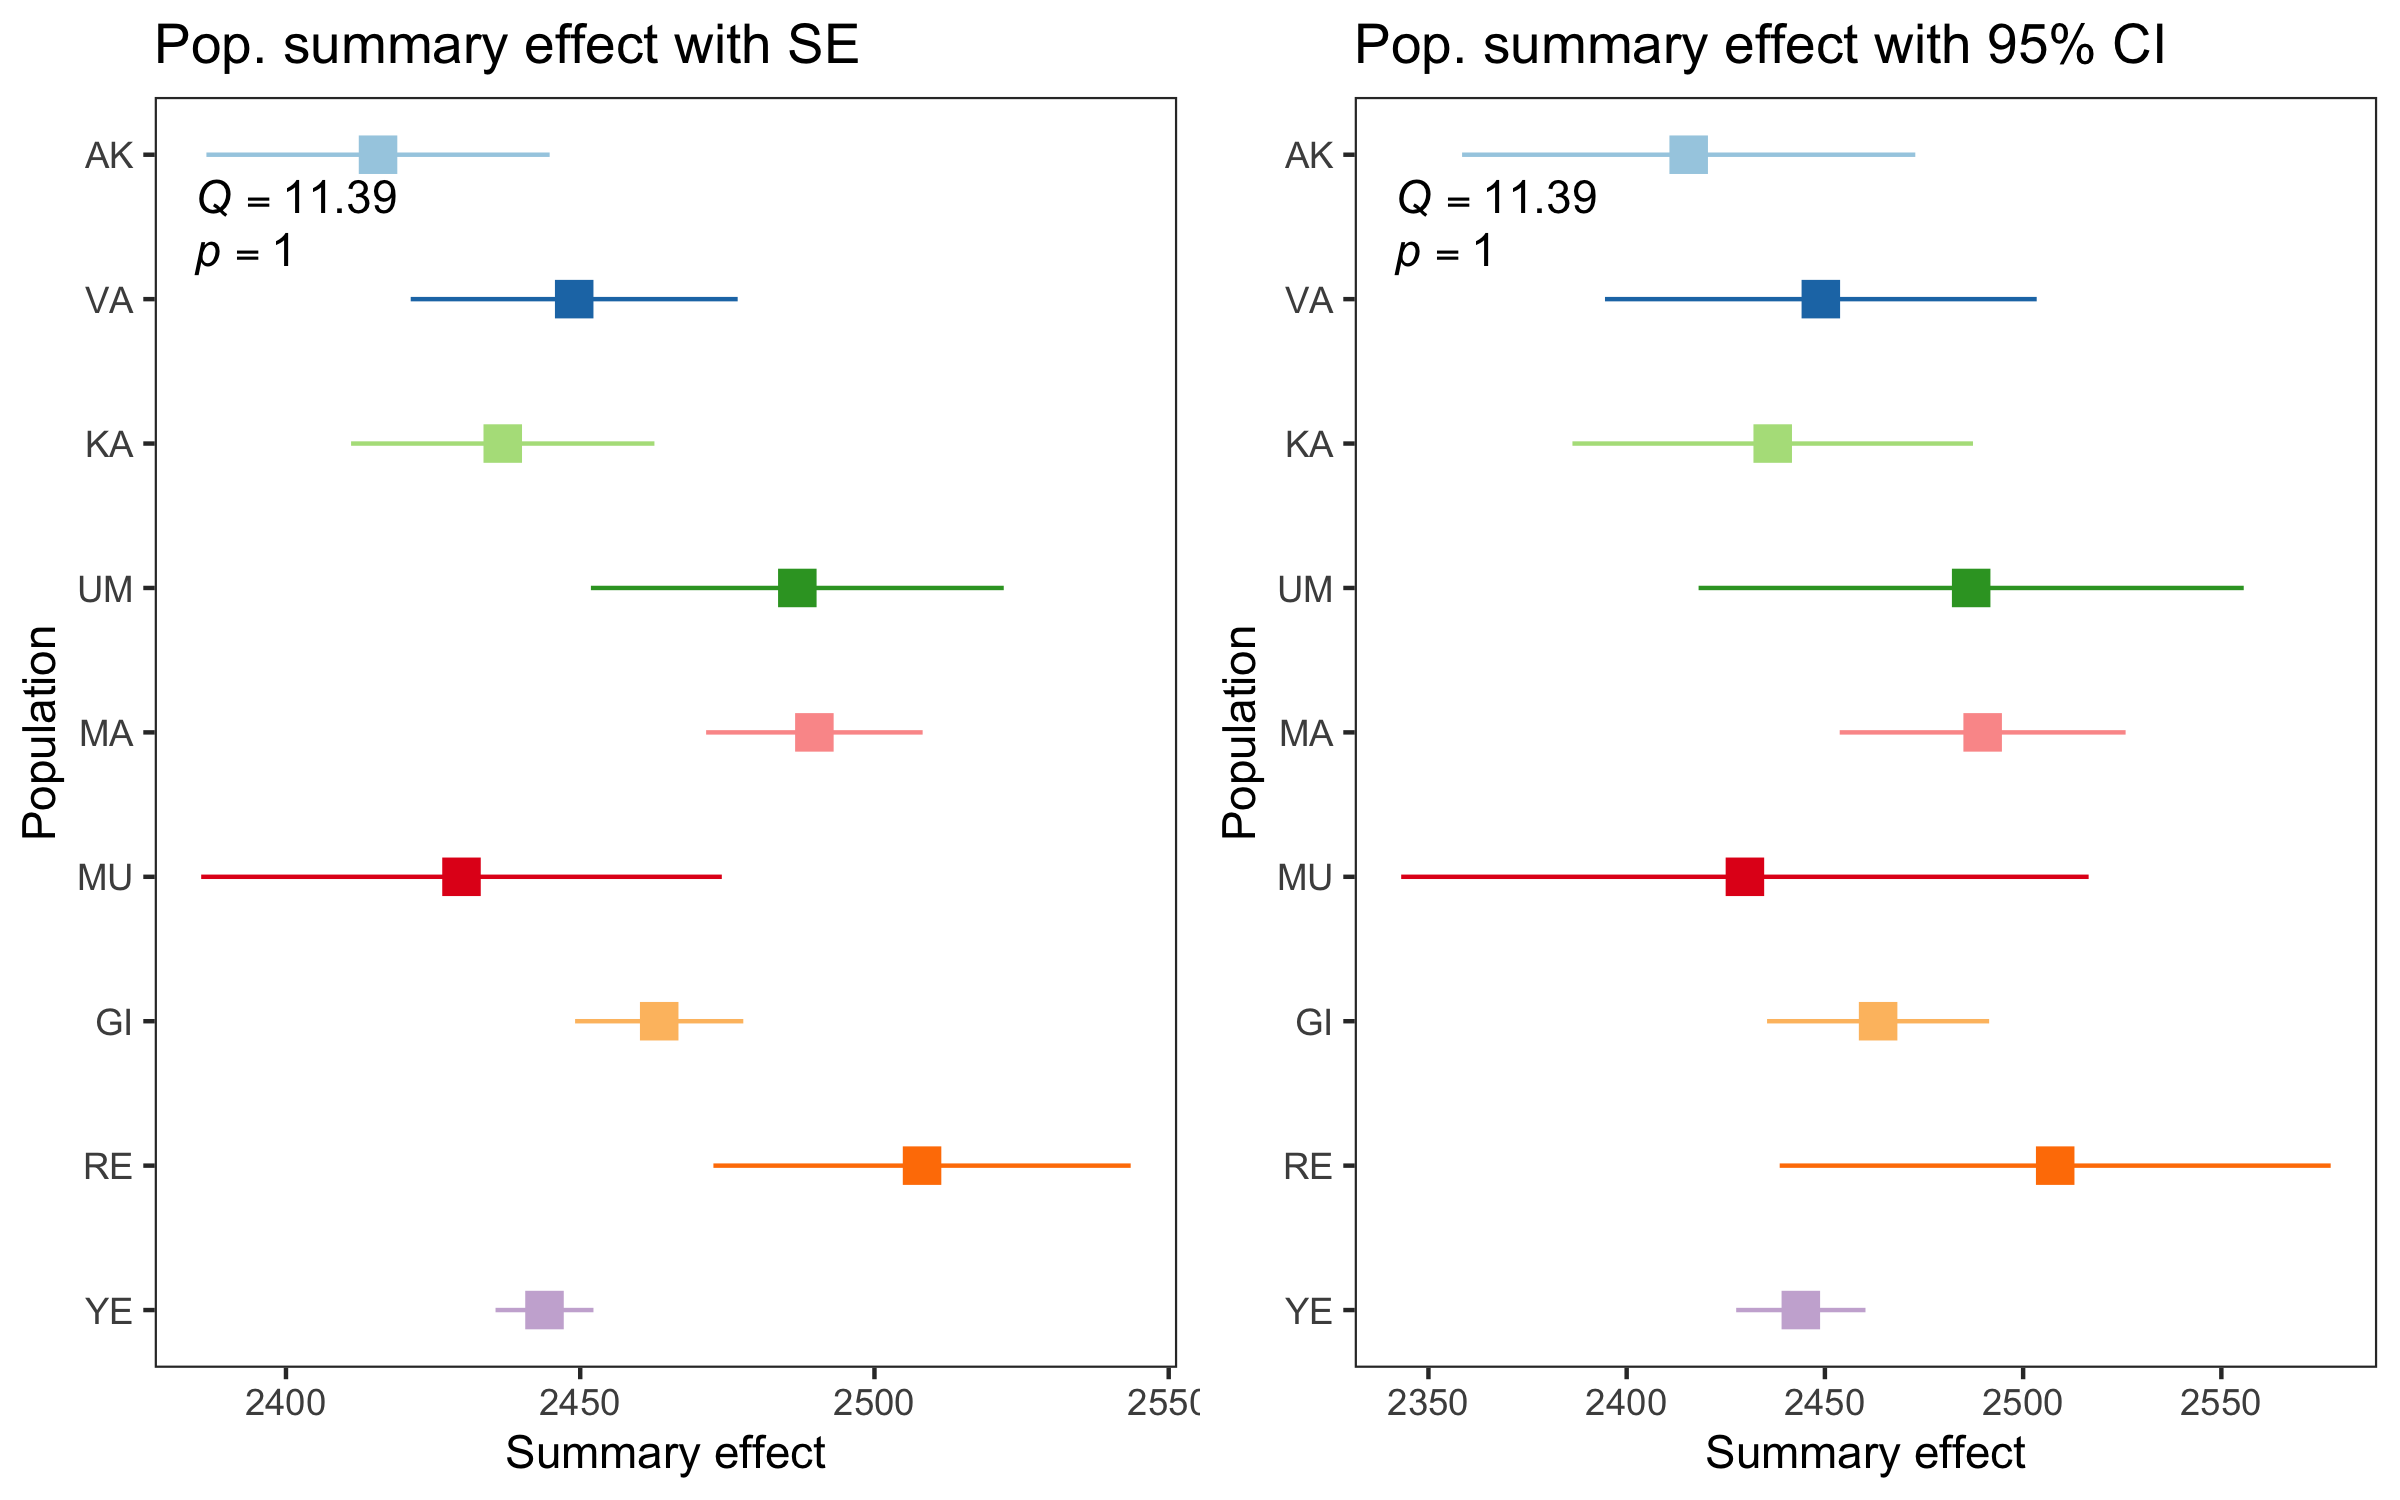 Pop. summary effect with SE
AK
Q = 11.39
p = 1
VA
KA
UM
MA
MU
GI
RE
YE
Population
2400 2450 2500 2550
Summary effect
Pop. summary effect with 95% CI
AK
Q = 11.39
p = 1
VA
KA
UM
MA
MU
GI
RE
YE
Population
2350 2400 2450 2500 2550
Summary effect